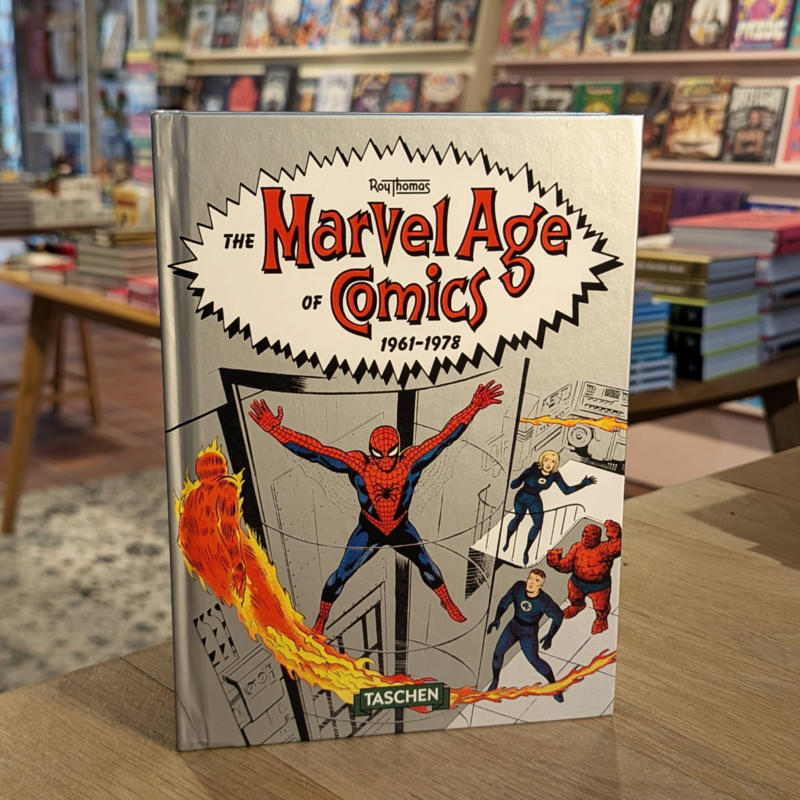 Roy Thomas
THE Marvel Age
OF Comics
1961-1978
TASCHEN